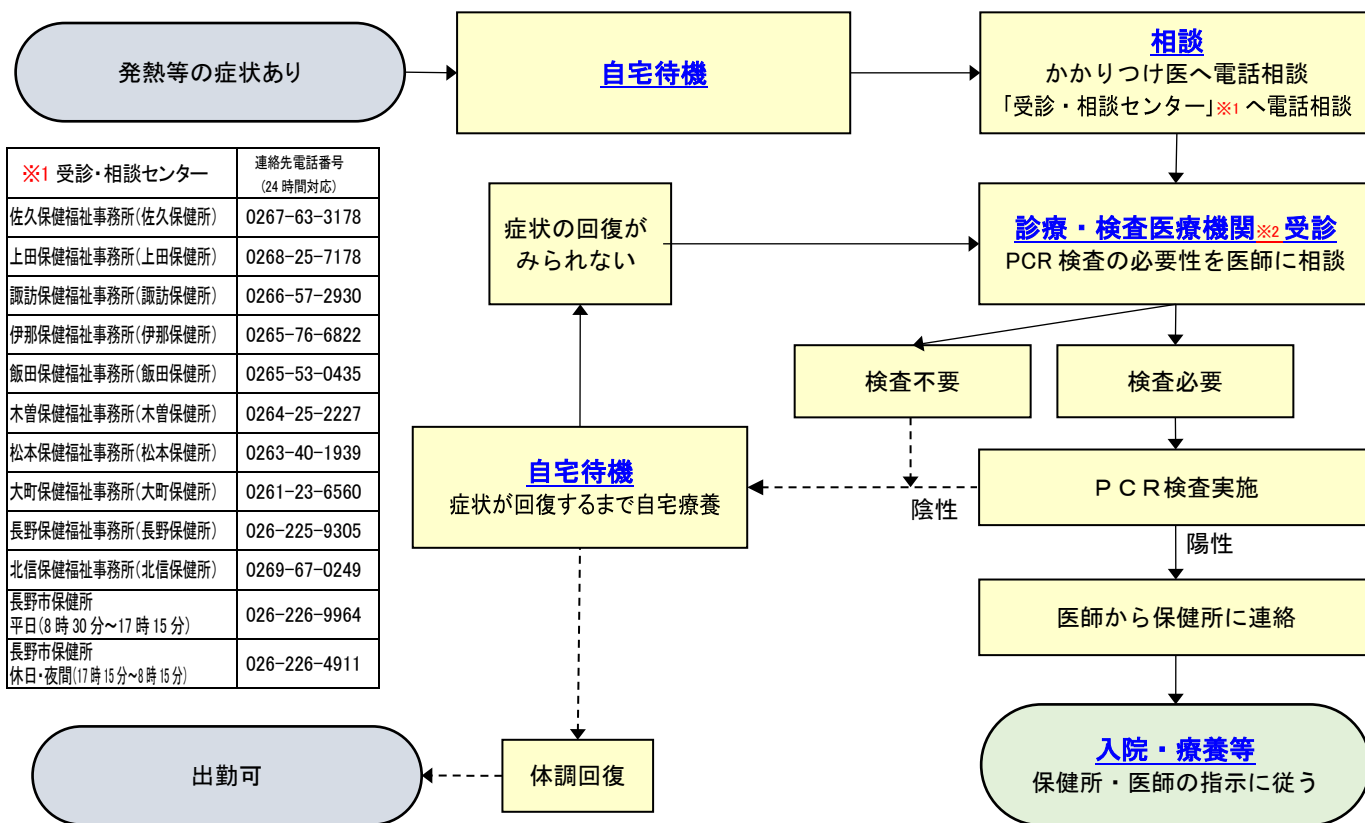 発熱等の症状あり
自宅待機
相談
かかりつけ医へ電話相談
「受診・相談センター」※1 へ電話相談
※1 受診・相談センター
連絡先電話番号
(24 時間対応)
佐久保健福祉事務所(佐久保健所) 0267-63-3178
上田保健福祉事務所(上田保健所) 0268-25-7178
諏訪保健福祉事務所(諏訪保健所) 0266-57-2930
伊那保健福祉事務所(伊那保健所) 0265-76-6822
飯田保健福祉事務所(飯田保健所) 0265-53-0435
木曽保健福祉事務所(木曽保健所) 0264-25-2227
松本保健福祉事務所(松本保健所) 0263-40-1939
大町保健福祉事務所(大町保健所) 0261-23-6560
長野保健福祉事務所(長野保健所) 026-225-9305
北信保健福祉事務所(北信保健所) 0269-67-0249
長野市保健所
平日(8 時 30 分～17 時 15 分) 026-226-9964
長野市保健所
休日・夜間(17 時 15 分～8 時 15 分) 026-226-4911
症状の回復が
みられない
診療・検査医療機関※2 受診
PCR 検査の必要性を医師に相談
検査不要
検査必要
自宅待機
症状が回復するまで自宅療養
陰性
ＰＣＲ検査実施
陽性
医師から保健所に連絡
入院・療養等
保健所・医師の指示に従う
体調回復
出勤可